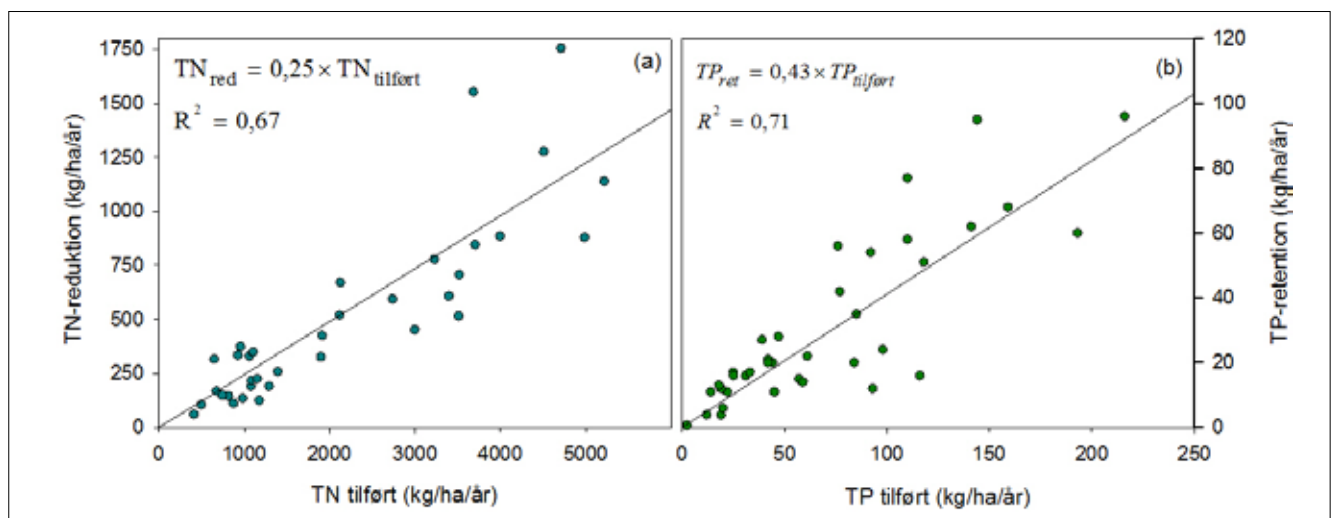 TN-reduktion (kg/ha/år)
1750
1500
1250
1000
750
500
250
0
TN_red = 0,25 × TN_tilført
R² = 0,67
(a)
0 1000 2000 3000 4000 5000
TN tilført (kg/ha/år)
TP_ret = 0,43 × TP_tilført
R² = 0,71
(b)
120
100
80
60
40
20
0
TP-retention (kg/ha/år)
0 50 100 150 200 250
TP tilført (kg/ha/år)